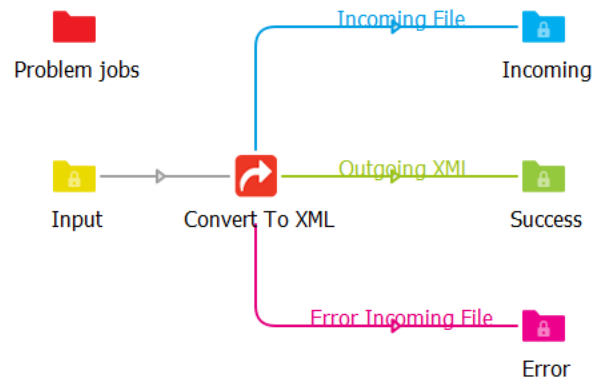 Incoming File
Problem jobs
Incoming
Outgoing XML
Input
Convert To XML
Success
Error Incoming File
Error